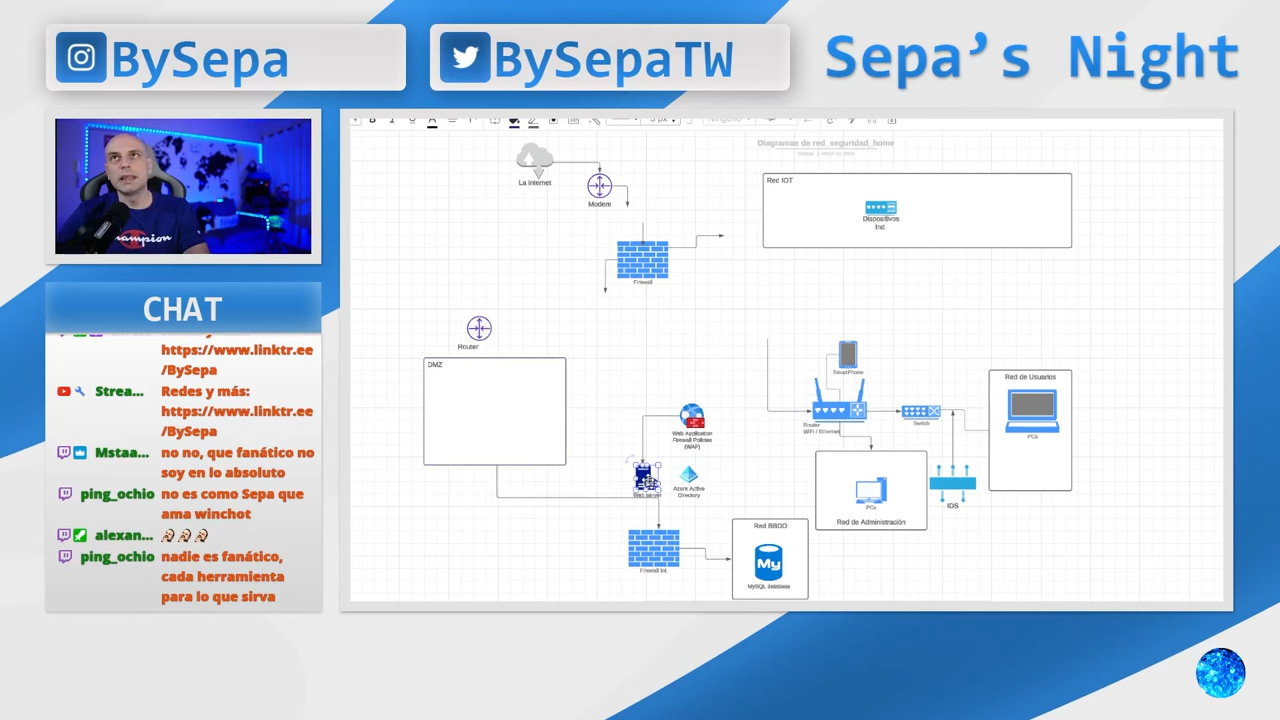 BySepa
BySepaTW
Sepa's Night
CHAT
https://www.linktr.ee
/BySepa
Strea... Redes y más:
https://www.linktr.ee
/BySepa
Mstaa... no no, que fanático no
soy en lo absoluto
ping_ochio no es como Sepa que
ama winchot
alexan...
ping_ochio nadie es fanático,
cada herramienta
para lo que sirva
Champion
Diagramas de red_seguridad_home
La Internet
Modem
Firewall
Red IOT
Dispositivos
Ind
Router
DMZ
Web Application
Firewall Policies
(WAF)
Web server
Azure Active
Directory
Firewall Int.
Red BBDD
My
MySQL database
SmartPhone
Router
WIFI / Ethernet
Switch
Red de Usuarios
PCs
PCs
Red de Administración
IDS